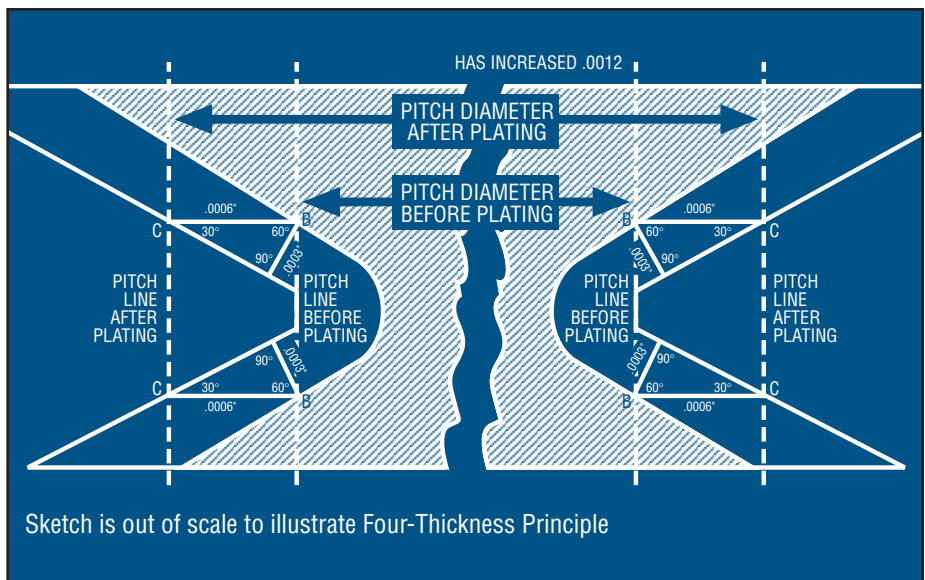 HAS INCREASED .0012
PITCH DIAMETER
AFTER PLATING
PITCH DIAMETER
BEFORE PLATING
.0006"
B
C
30°
60°
90°
.0003"
.0006"
B
60°
30°
C
90°
.0003"
PITCH
LINE
AFTER
PLATING
PITCH
LINE
BEFORE
PLATING
PITCH
LINE
BEFORE
PLATING
PITCH
LINE
AFTER
PLATING
90°
.0003"
C
30°
60°
B
.0006"
.0003"
90°
B
60°
30°
C
.0006"
Sketch is out of scale to illustrate Four-Thickness Principle